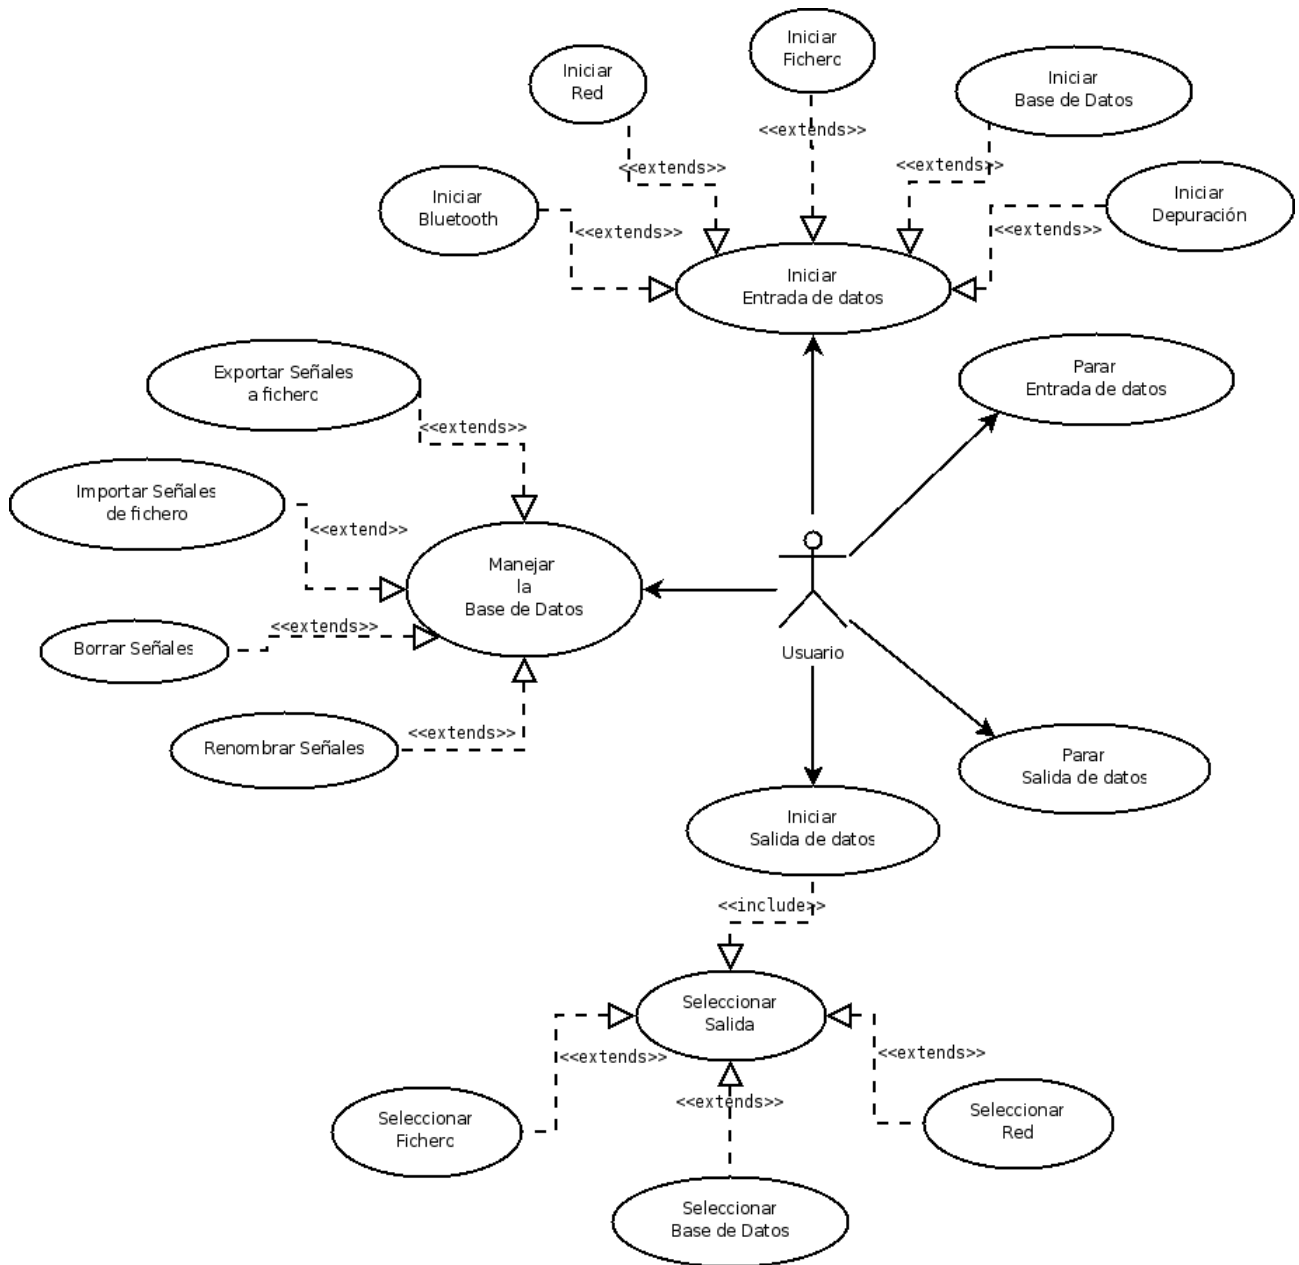 Iniciar
Fichero
Iniciar
Red
Iniciar
Base de Datos
<<extends>>
<<extends>>
<<extends>>
Iniciar
Bluetooth
Iniciar
Depuración
<<extends>>
<<extends>>
Iniciar
Entrada de datos
Exportar Señales
a fichero
Parar
Entrada de datos
<<extends>>
Importar Señales
de fichero
<<extend>>
Manejar
la
Base de Datos
<<extends>>
Borrar Señales
Usuario
<<extends>>
Renombrar Señales
Parar
Salida de datos
Iniciar
Salida de datos
<<include>>
Seleccionar
Salida
<<extends>>
<<extends>>
<<extends>>
Seleccionar
Fichero
Seleccionar
Red
Seleccionar
Base de Datos